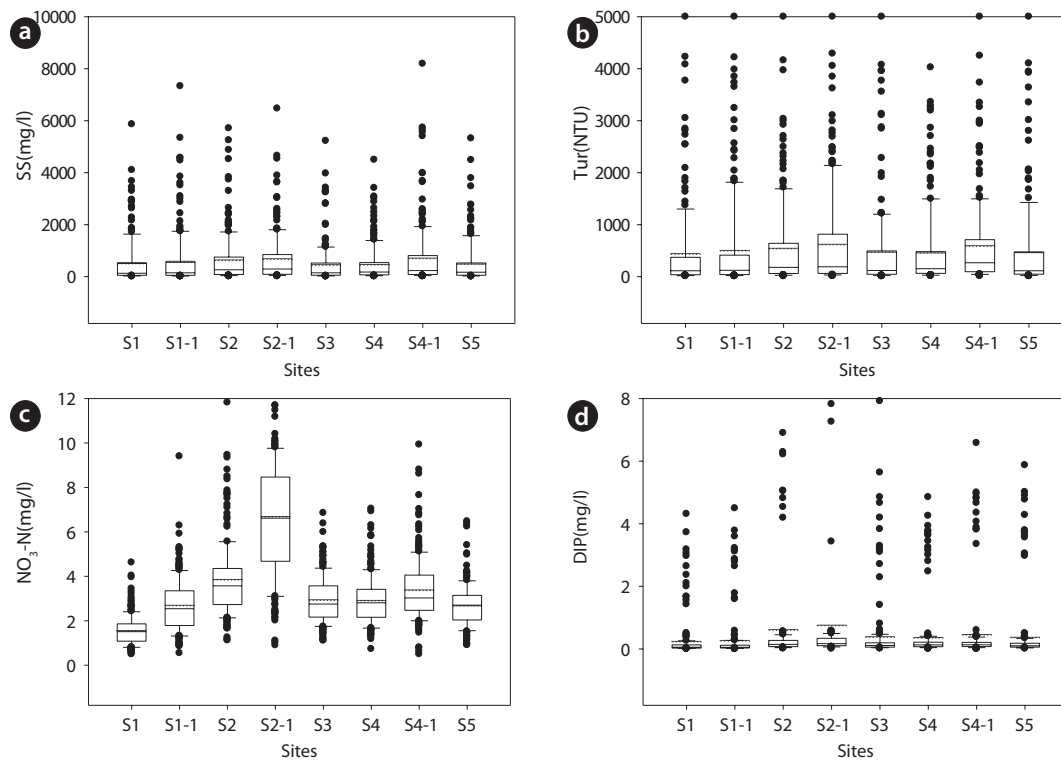 a
10000
8000
6000
4000
2000
0
SS(mg/l)
S1 S1-1 S2 S2-1 S3 S4 S4-1 S5
Sites
b
5000
4000
3000
2000
1000
0
Tur(NTU)
S1 S1-1 S2 S2-1 S3 S4 S4-1 S5
Sites
c
12
10
8
6
4
2
0
NO₃-N(mg/l)
S1 S1-1 S2 S2-1 S3 S4 S4-1 S5
Sites
d
8
6
4
2
0
DIP(mg/l)
S1 S1-1 S2 S2-1 S3 S4 S4-1 S5
Sites